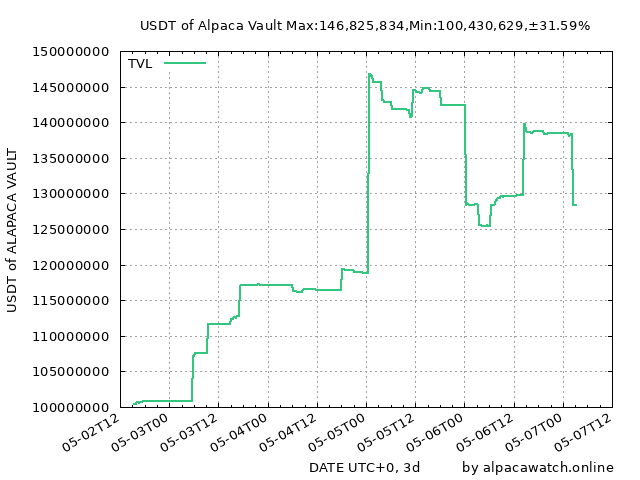 USDT of Alpaca Vault Max:146,825,834,Min:100,430,629,±31.59%
TVL
150000000
145000000
140000000
135000000
130000000
125000000
120000000
115000000
110000000
105000000
100000000
USDT of ALAPACA VAULT
05-02T12
05-03T00
05-03T12
05-04T00
05-04T12
05-05T00
05-05T12
05-06T00
05-06T12
05-07T00
05-07T12
DATE UTC+0, 3d
by alpacawatch.online